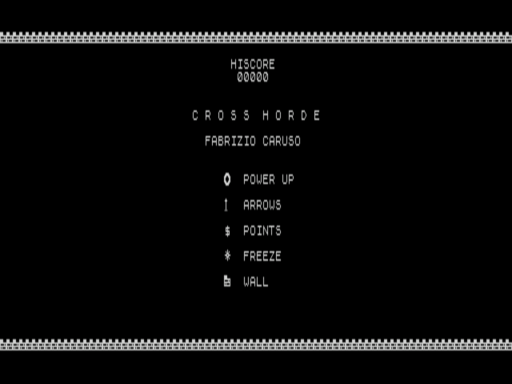 HISCORE
00000
C R O S S  H O R D E
FABRIZIO CARUSO
POWER UP
ARROWS
$ POINTS
FREEZE
WALL